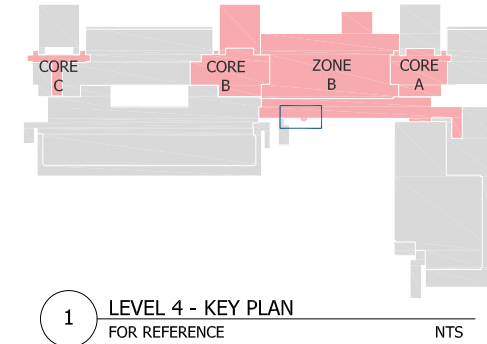 CORE
C
CORE
B
ZONE
B
CORE
A
1
LEVEL 4 - KEY PLAN
FOR REFERENCE
NTS